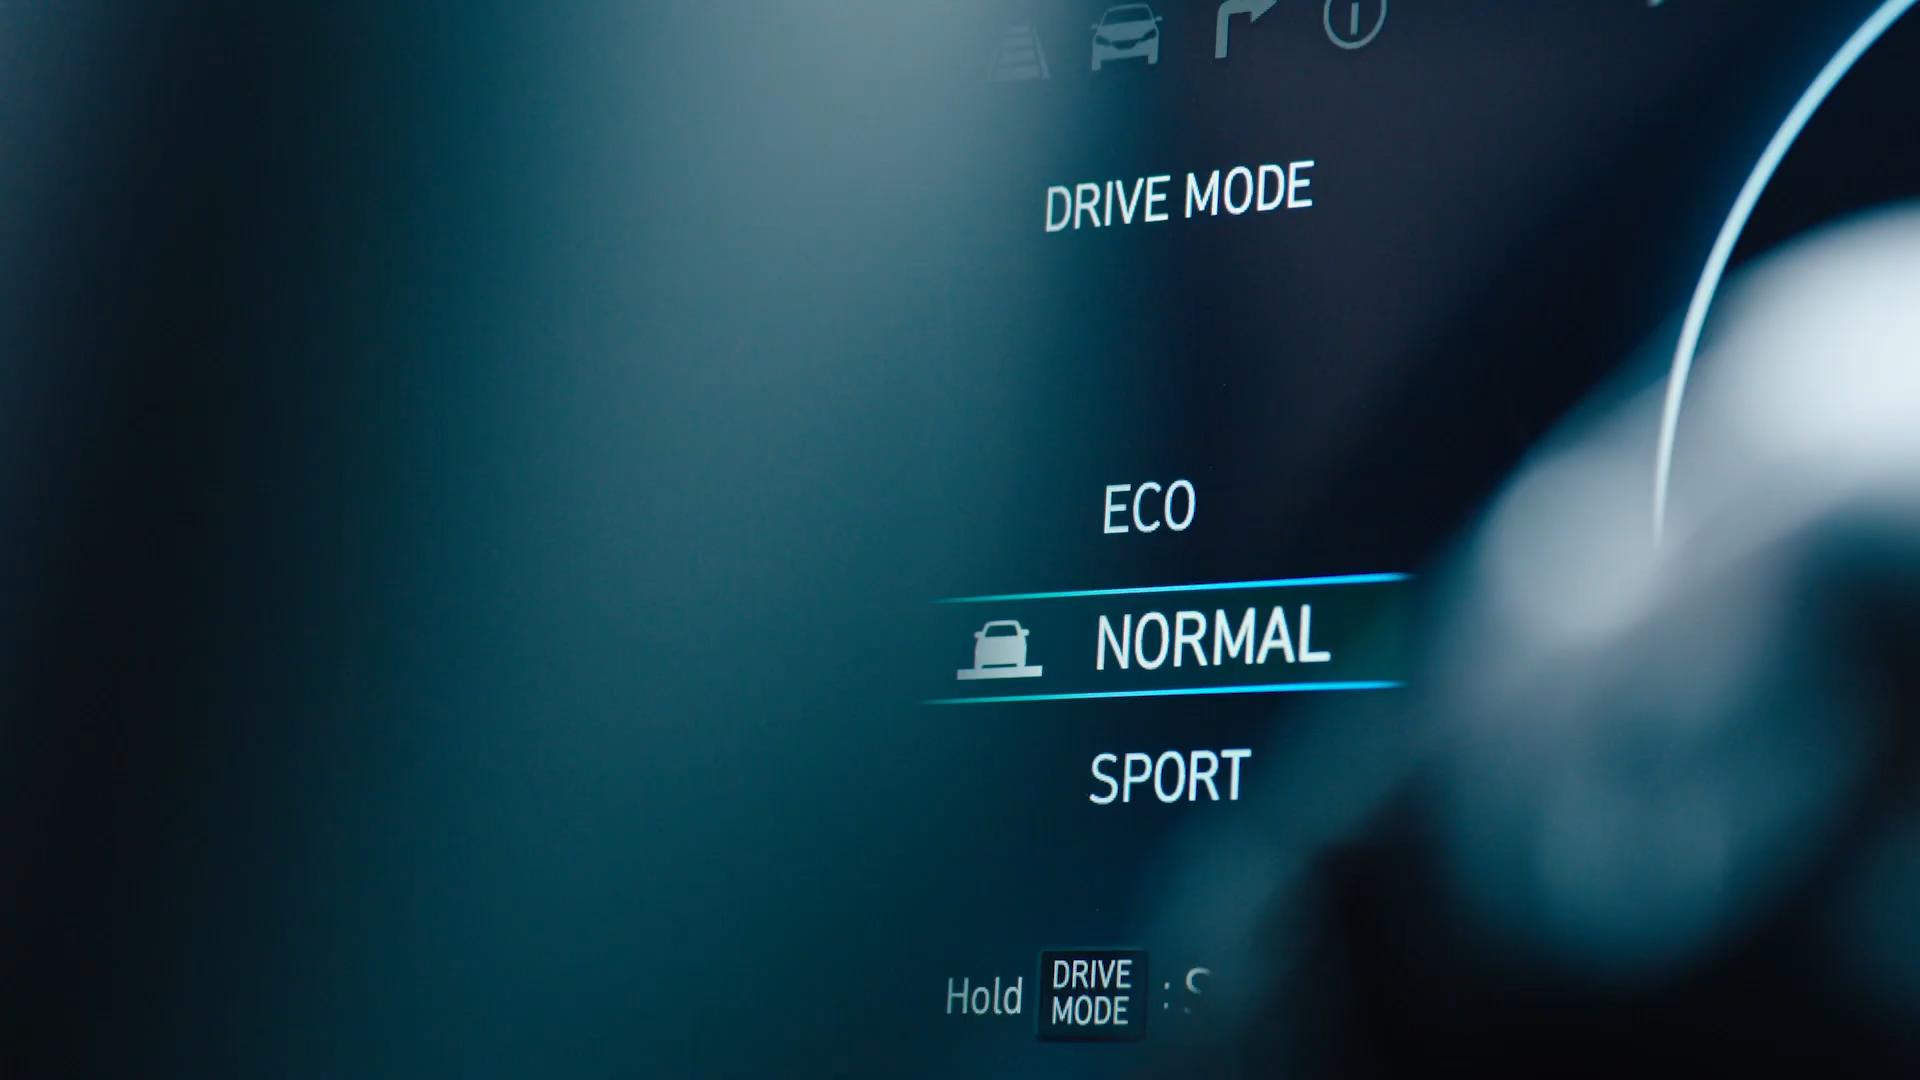 DRIVE MODE
ECO
NORMAL
SPORT
Hold DRIVE MODE :